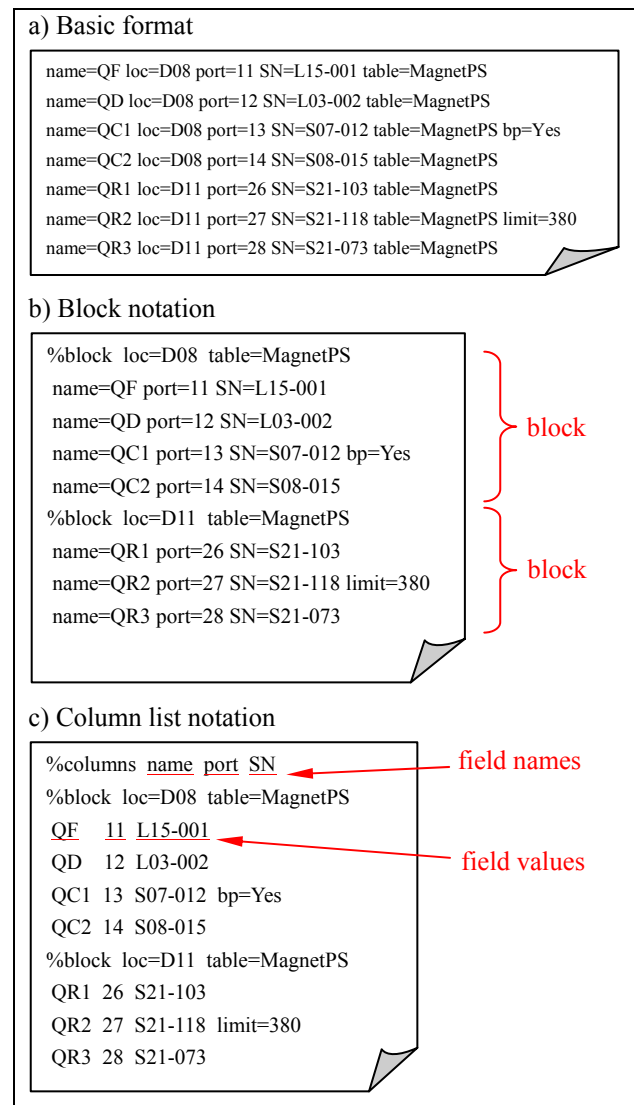 a) Basic format
name=QF loc=D08 port=11 SN=L15-001 table=MagnetPS
name=QD loc=D08 port=12 SN=L03-002 table=MagnetPS
name=QC1 loc=D08 port=13 SN=S07-012 table=MagnetPS bp=Yes
name=QC2 loc=D08 port=14 SN=S08-015 table=MagnetPS
name=QR1 loc=D11 port=26 SN=S21-103 table=MagnetPS
name=QR2 loc=D11 port=27 SN=S21-118 table=MagnetPS limit=380
name=QR3 loc=D11 port=28 SN=S21-073 table=MagnetPS
b) Block notation
%block loc=D08 table=MagnetPS
name=QF port=11 SN=L15-001
name=QD port=12 SN=L03-002
name=QC1 port=13 SN=S07-012 bp=Yes
name=QC2 port=14 SN=S08-015
block
%block loc=D11 table=MagnetPS
name=QR1 port=26 SN=S21-103
name=QR2 port=27 SN=S21-118 limit=380
name=QR3 port=28 SN=S21-073
block
c) Column list notation
%columns name port SN
field names
%block loc=D08 table=MagnetPS
QF 11 L15-001
field values
QD 12 L03-002
QC1 13 S07-012 bp=Yes
QC2 14 S08-015
%block loc=D11 table=MagnetPS
QR1 26 S21-103
QR2 27 S21-118 limit=380
QR3 28 S21-073